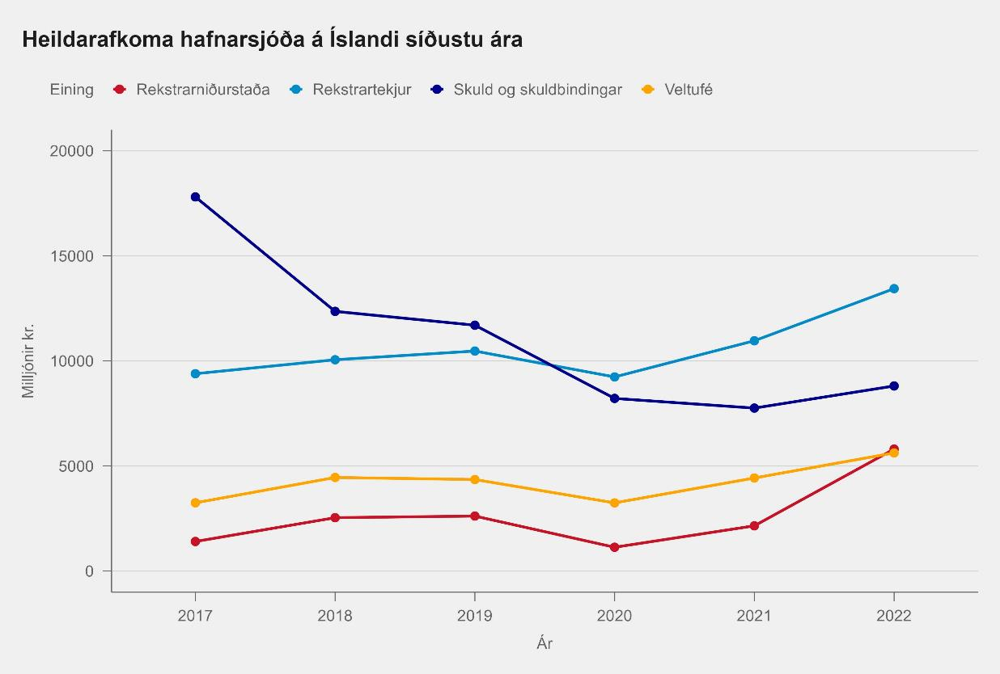 Heildarafkoma hafnarsjóða á Íslandi síðustu ára
Eining Rekstrarniðurstaða Rekstrartekjur Skuld og skuldbindingar Veltufé
20000
15000
10000
5000
0
Milljónir kr.
2017 2018 2019 2020 2021 2022
Ár